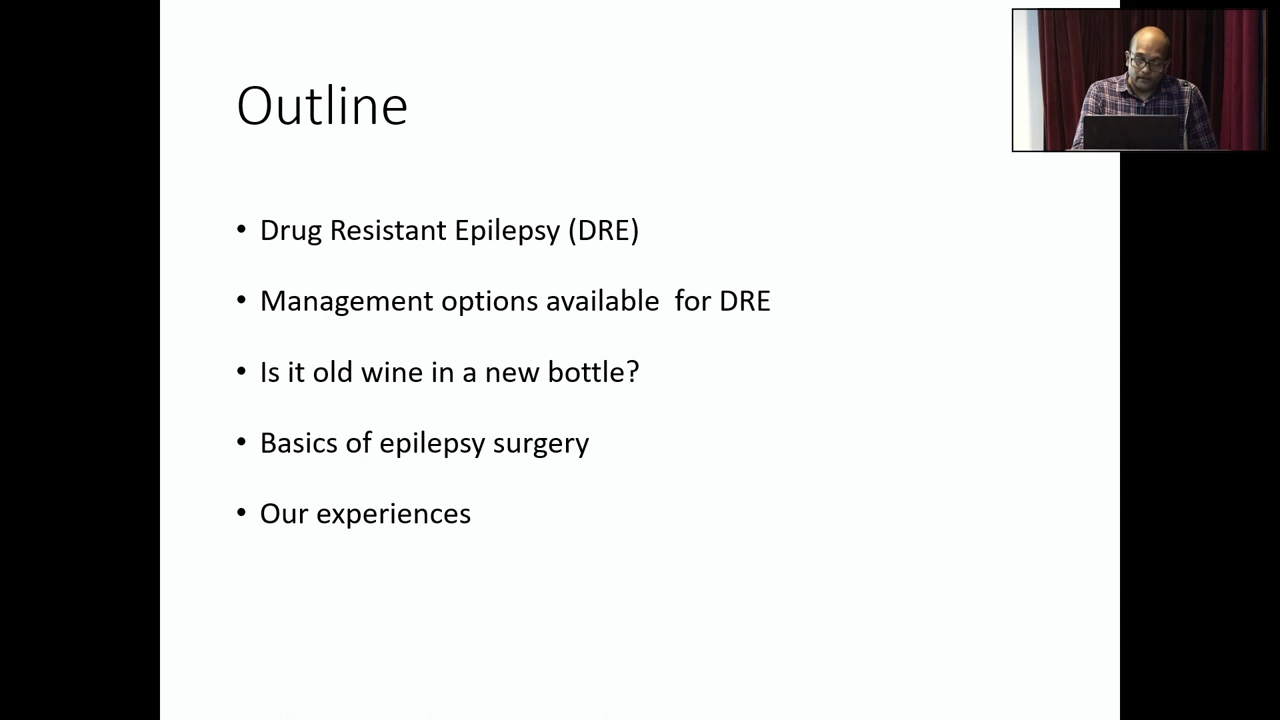 Outline
• Drug Resistant Epilepsy (DRE)
• Management options available  for DRE
• Is it old wine in a new bottle?
• Basics of epilepsy surgery
• Our experiences